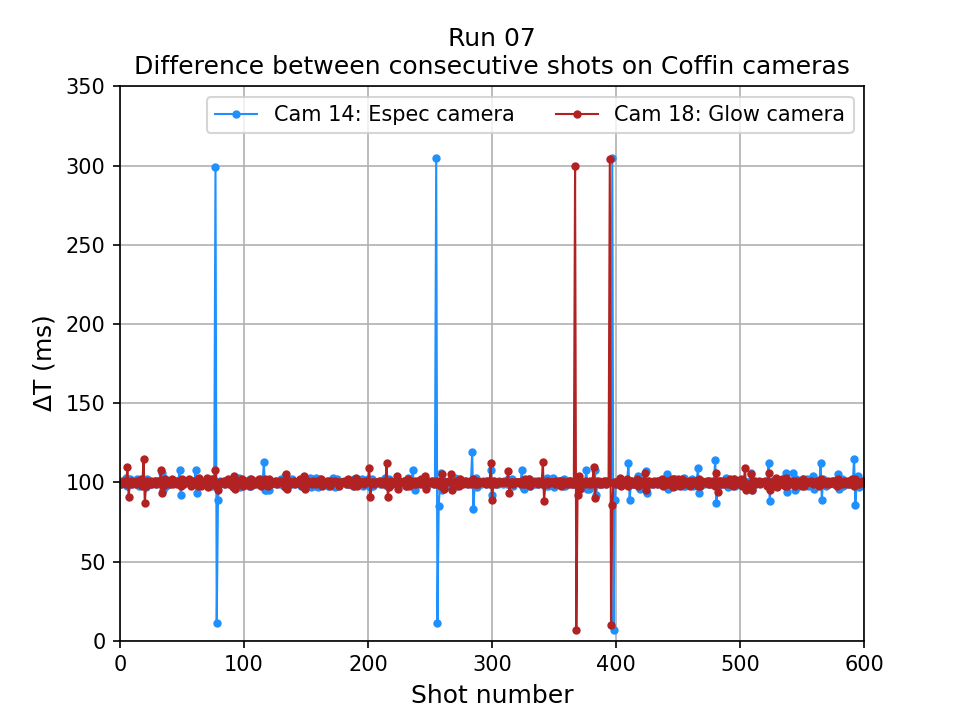 Run 07
Difference between consecutive shots on Coffin cameras
Cam 14: Espec camera
Cam 18: Glow camera
350
300
250
200
150
100
50
0
ΔT (ms)
0 100 200 300 400 500 600
Shot number